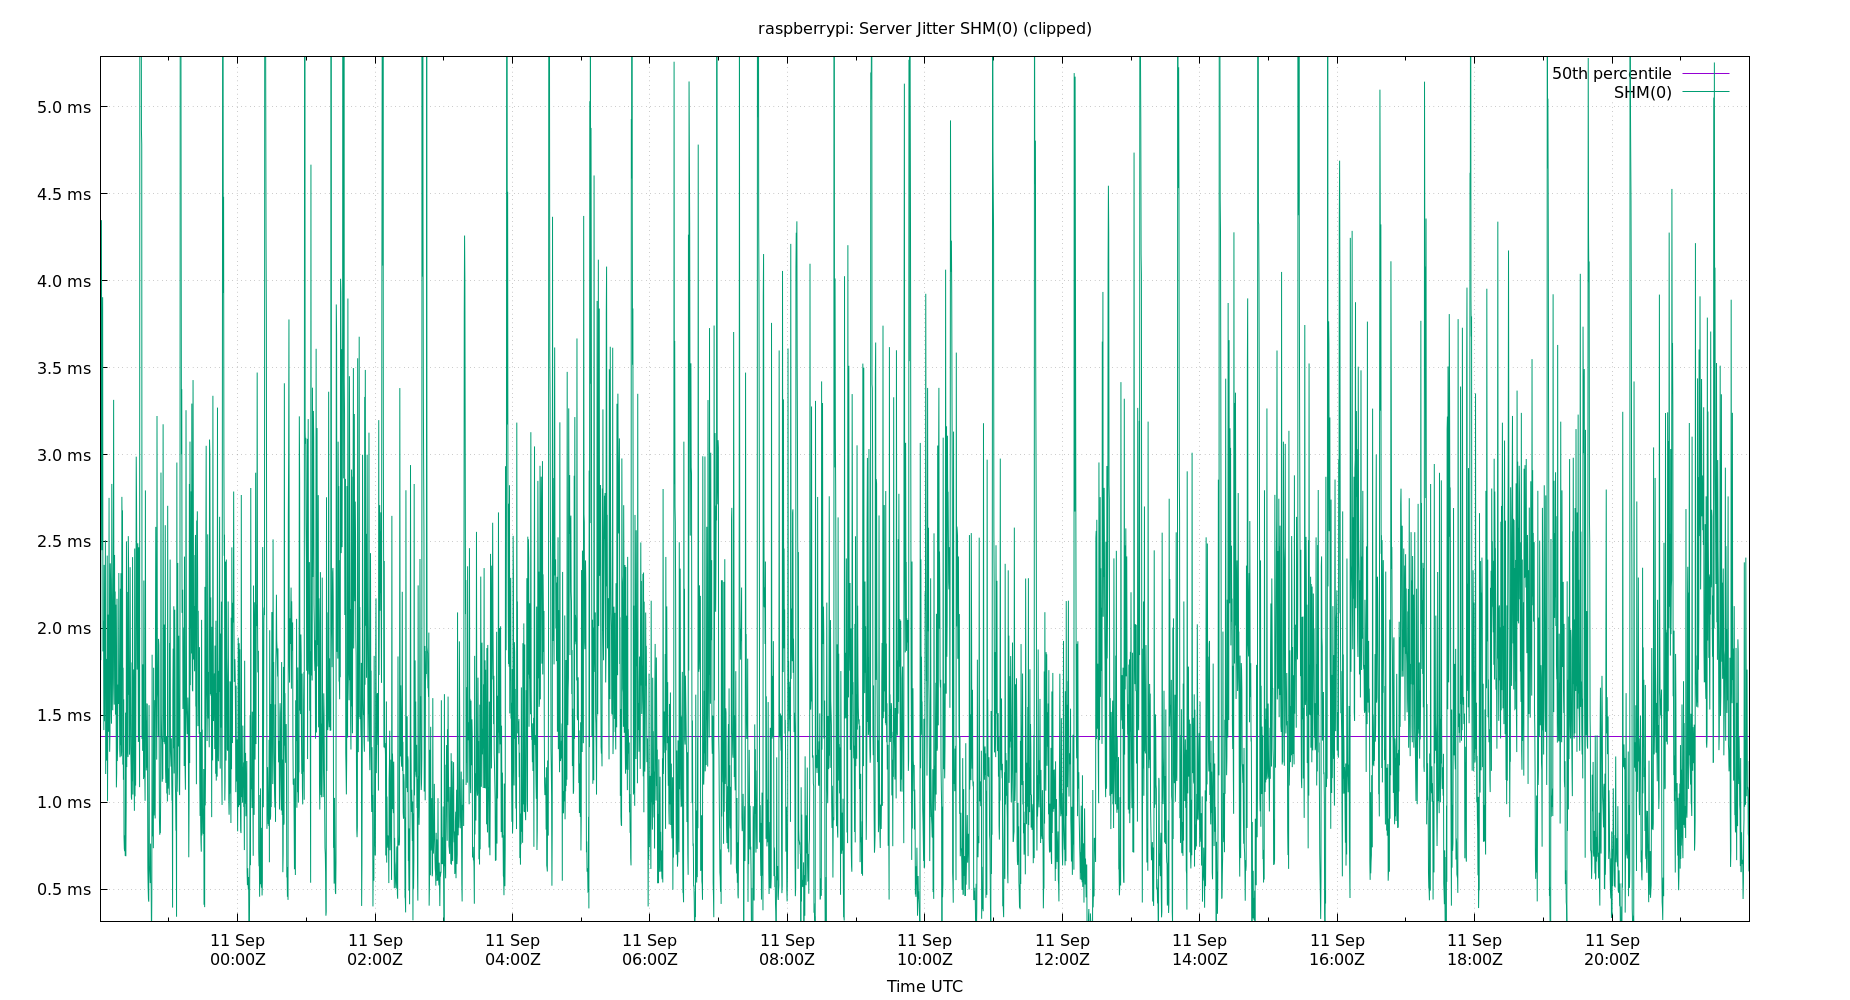 raspberrypi: Server Jitter SHM(0) (clipped)
50th percentile
SHM(0)
5.0 ms
4.5 ms
4.0 ms
3.5 ms
3.0 ms
2.5 ms
2.0 ms
1.5 ms
1.0 ms
0.5 ms
11 Sep 11 Sep 11 Sep 11 Sep 11 Sep 11 Sep 11 Sep 11 Sep 11 Sep 11 Sep 11 Sep
00:00Z 02:00Z 04:00Z 06:00Z 08:00Z 10:00Z 12:00Z 14:00Z 16:00Z 18:00Z 20:00Z
Time UTC